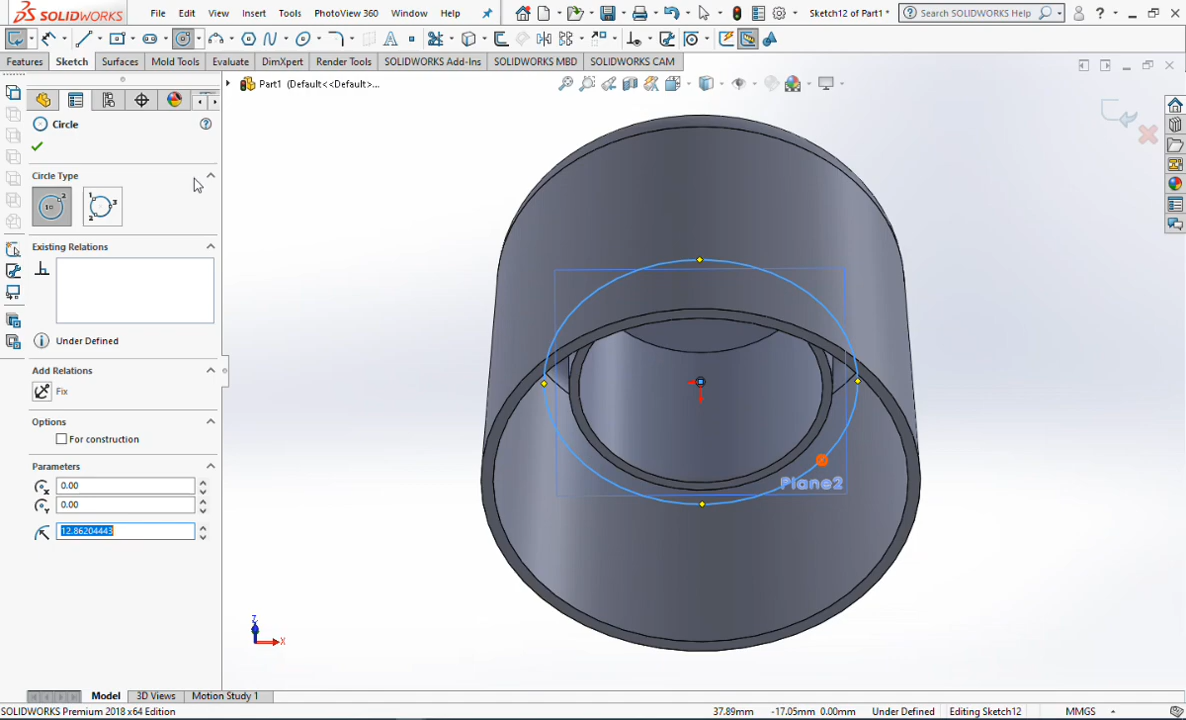 SOLIDWORKS File Edit View Insert Tools PhotoView 360 Window Help Sketch12 of Part1 * Search SOLIDWORKS Help
Features Sketch Surfaces Mold Tools Evaluate DimXpert Render Tools SOLIDWORKS Add-Ins SOLIDWORKS MBD SOLIDWORKS CAM
Part1 (Default<<Default>...
Circle
Circle Type
Existing Relations
Under Defined
Add Relations
Fix
Options
For construction
Parameters
0.00
0.00
12.86204443
Plane2
Z
X
Model 3D Views Motion Study 1
SOLIDWORKS Premium 2018 x64 Edition 37.89mm -17.05mm 0.00mm Under Defined Editing Sketch12 MMGS